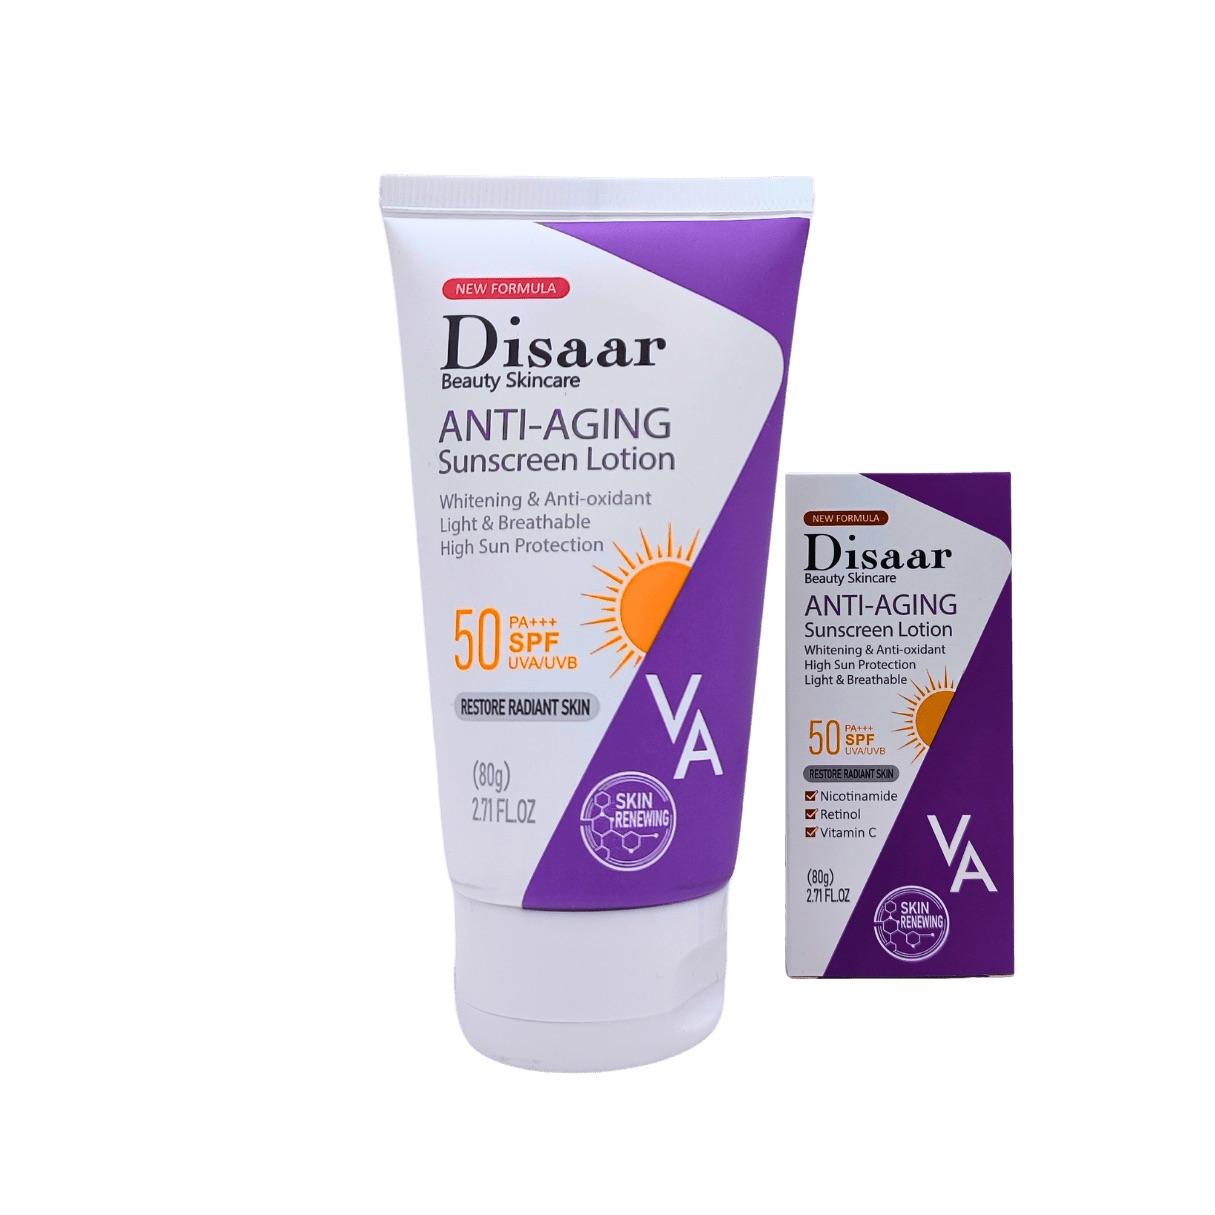 NEW FORMULA
Disaar
Beauty Skincare
ANTI-AGING
Sunscreen Lotion
Whitening & Anti-oxidant
Light & Breathable
High Sun Protection
50 PA+++
SPF
UVA/UVB
RESTORE RADIANT SKIN
VA
(80g)
2.71 FL.OZ
SKIN
RENEWING
NEW FORMULA
Disaar
Beauty Skincare
ANTI-AGING
Sunscreen Lotion
Whitening & Anti-oxidant
High Sun Protection
Light & Breathable
50 PA+++
SPF
UVA/UVB
RESTORE RADIANT SKIN
Nicotinamide
Retinol
Vitamin C
VA
(80g)
2.71 FL.OZ
SKIN
RENEWING